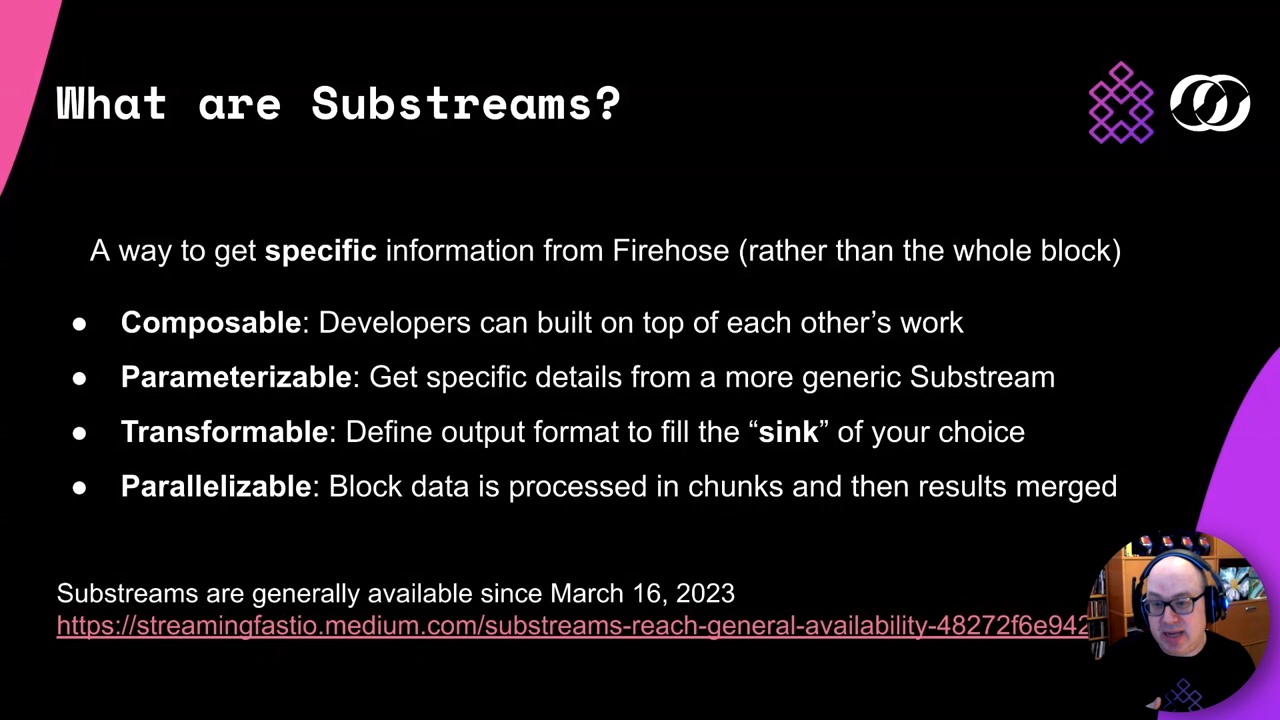 What are Substreams?
A way to get specific information from Firehose (rather than the whole block)
● Composable: Developers can built on top of each other’s work
● Parameterizable: Get specific details from a more generic Substream
● Transformable: Define output format to fill the “sink” of your choice
● Parallelizable: Block data is processed in chunks and then results merged
Substreams are generally available since March 16, 2023
https://streamingfastio.medium.com/substreams-reach-general-availability-48272f6e942